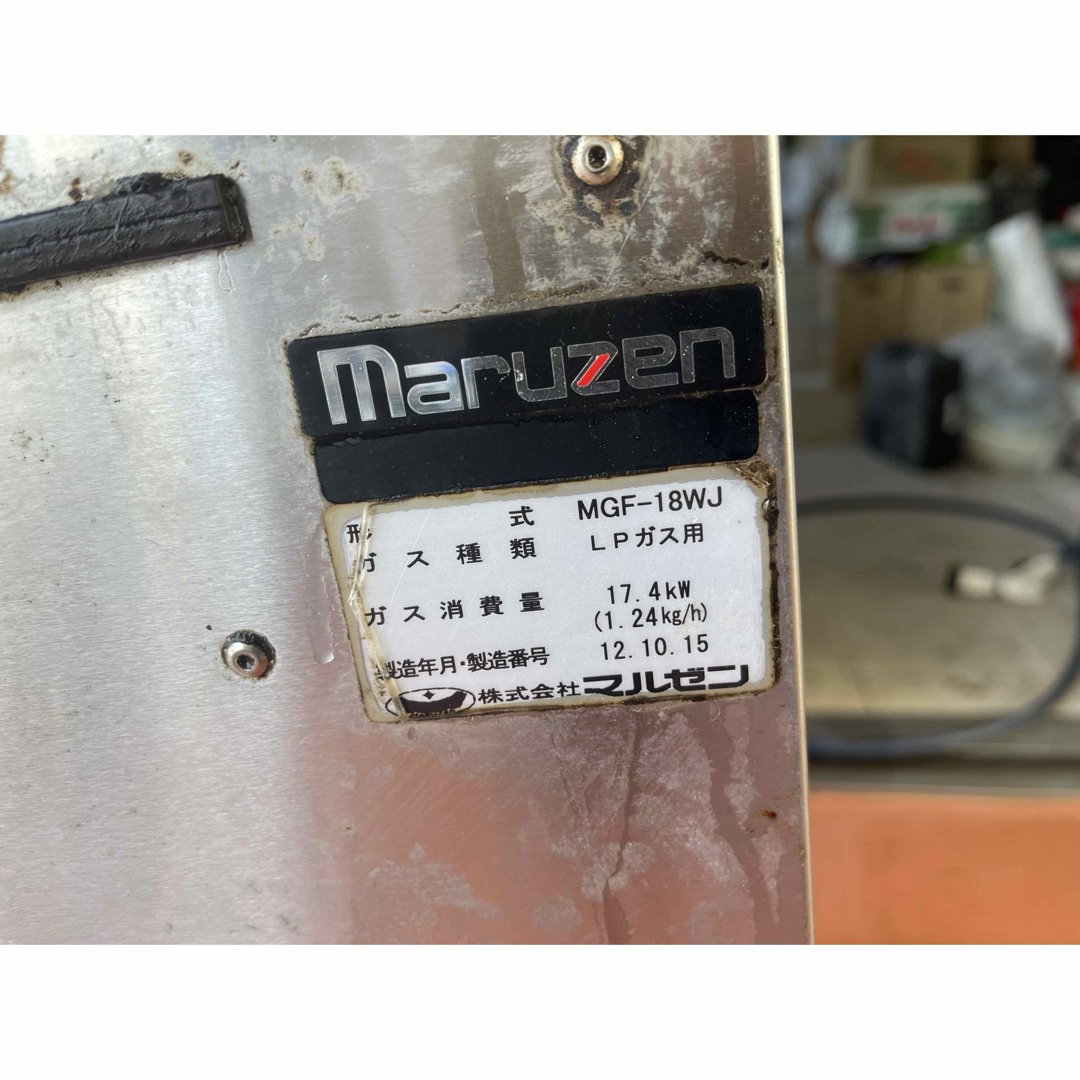 maruzen
形式 MGF-18WJ
ガス種類 LPガス用
ガス消費量 17.4kW
(1.24kg/h)
製造年月・製造番号 12.10.15
株式会社マルゼン